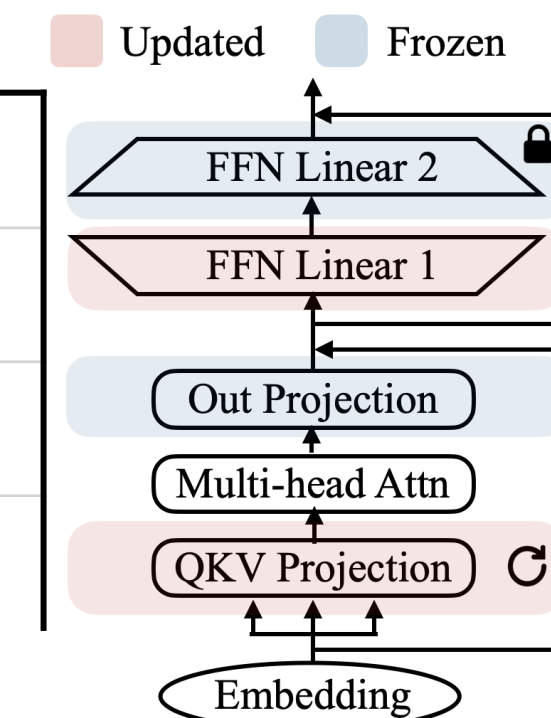 Updated
Frozen
FFN Linear 2
FFN Linear 1
Out Projection
Multi-head Attn
QKV Projection
Embedding